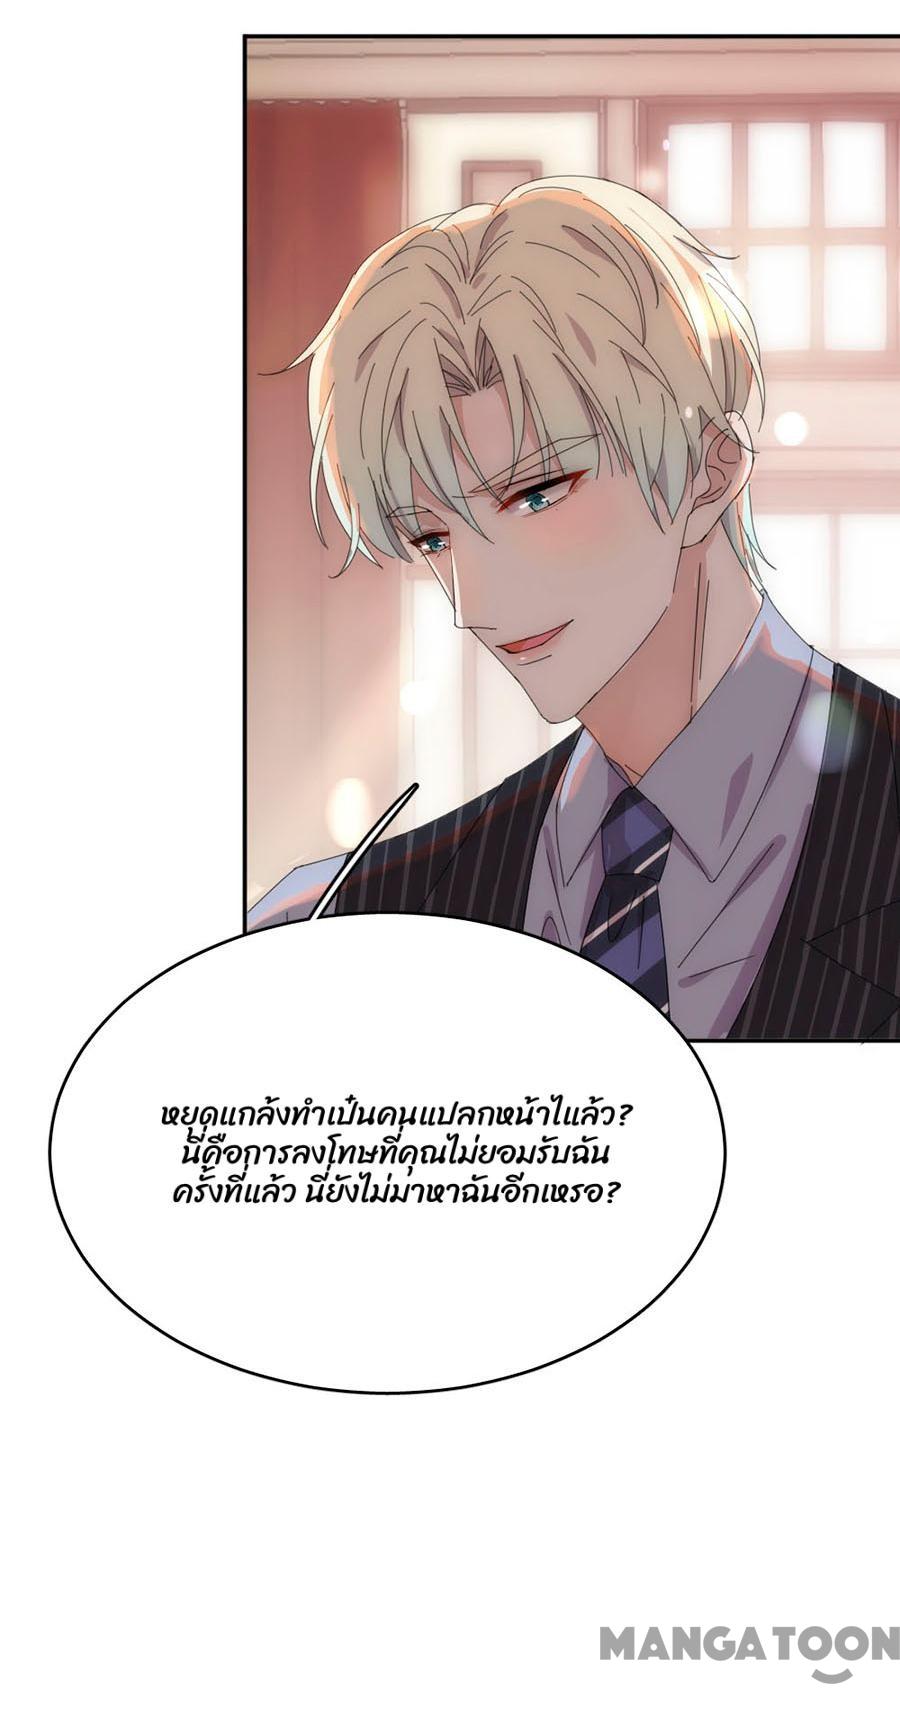 หยุดแกล้งทำเป็นคนแปลกหน้าได้แล้ว?
นี่คือการลงโทษที่คุณไม่ยอมรับฉัน
ครั้งที่แล้ว นี่ยังไม่มาหาฉันอีกเหรอ?
MANGATOON